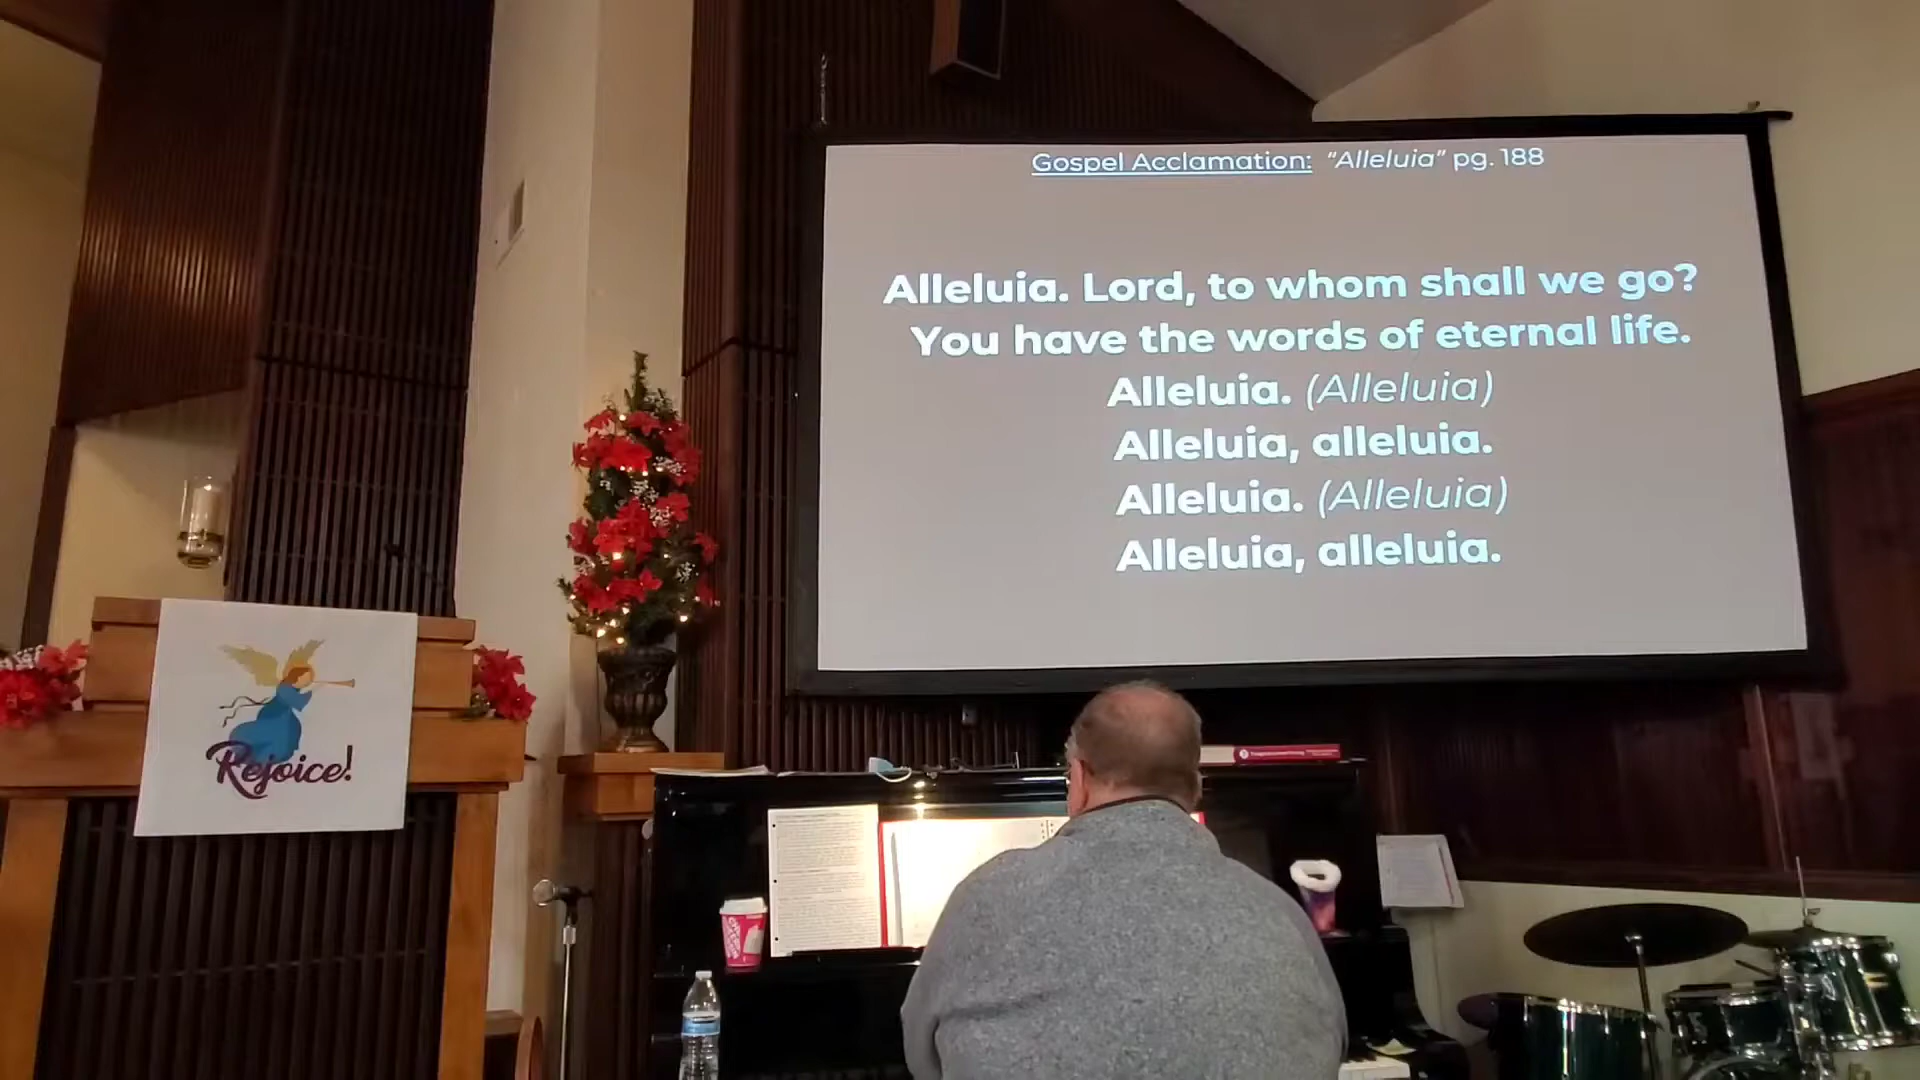 Gospel Acclamation: "Alleluia" pg. 188
Alleluia. Lord, to whom shall we go?
You have the words of eternal life.
Alleluia. (Alleluia)
Alleluia, alleluia.
Alleluia. (Alleluia)
Alleluia, alleluia.
Rejoice!